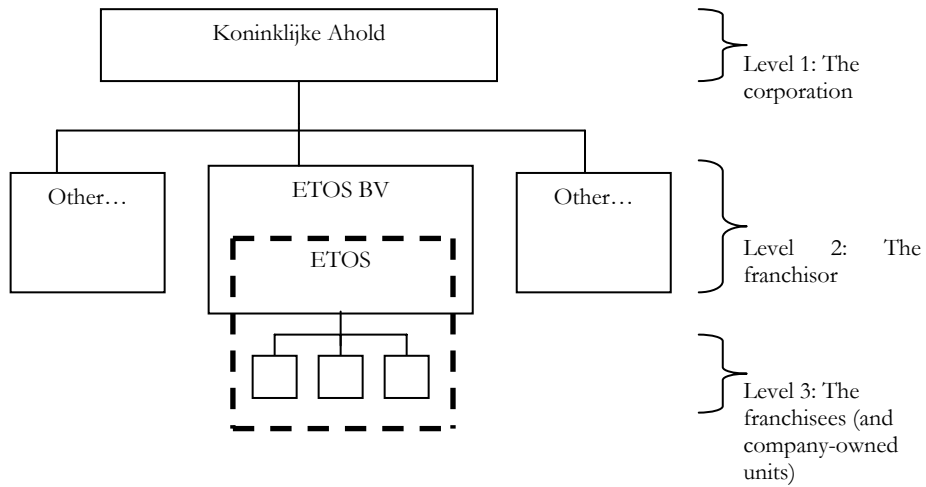 Koninklijke Ahold
Level 1: The
corporation
Other…
ETOS BV
Other…
ETOS
Level 2: The
franchisor
Level 3: The
franchisees (and
company-owned
units)